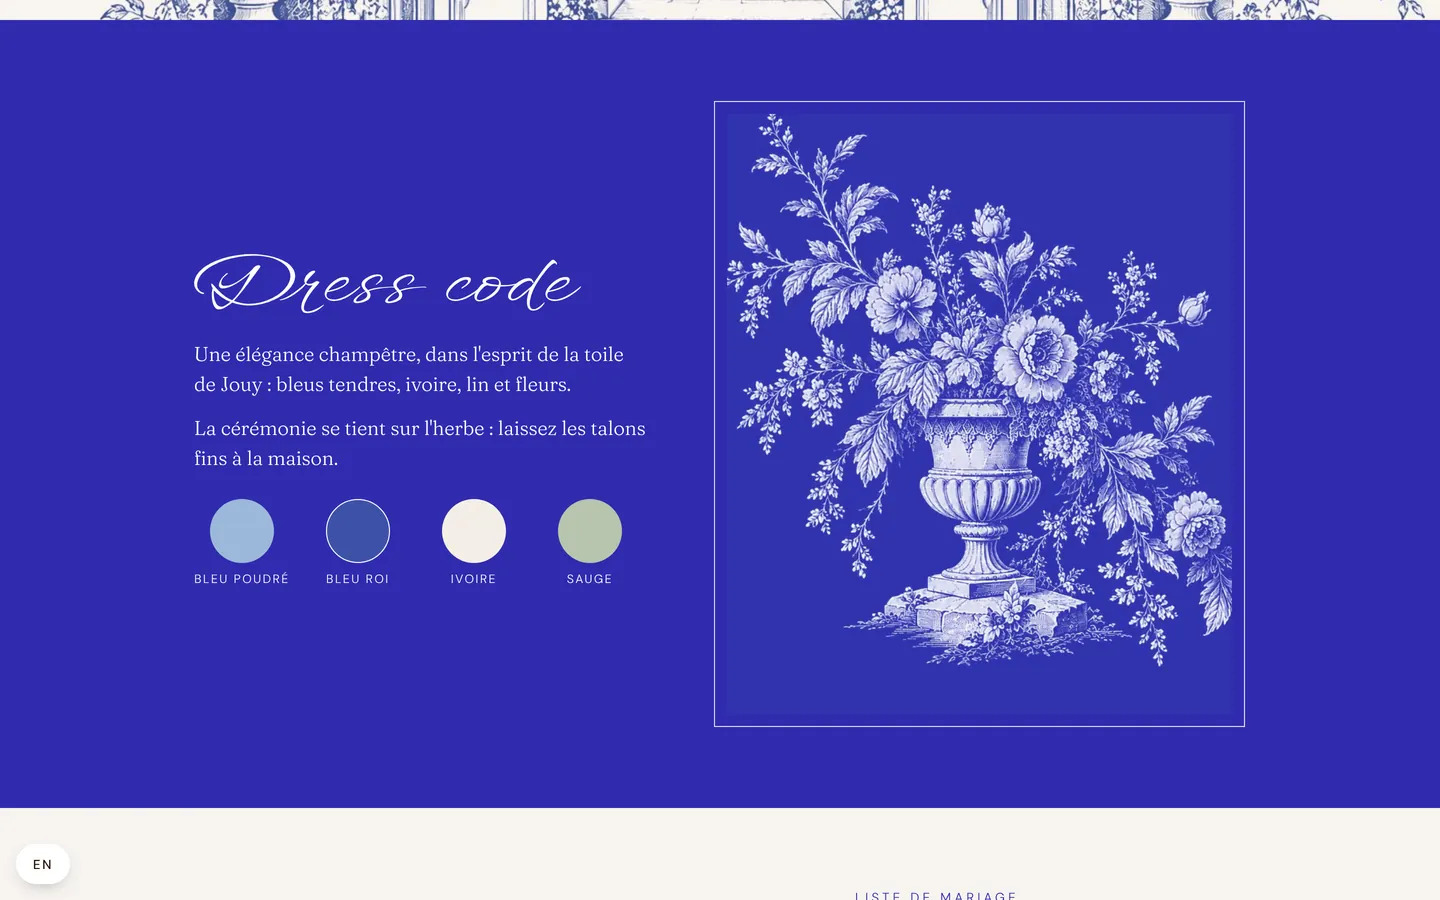 Dress code
Une élégance champêtre, dans l'esprit de la toile
de Jouy : bleus tendres, ivoire, lin et fleurs.
La cérémonie se tient sur l'herbe : laissez les talons
fins à la maison.
BLEU POUDRÉ
BLEU ROI
IVOIRE
SAUGE
EN
LISTE DE MARIAGE